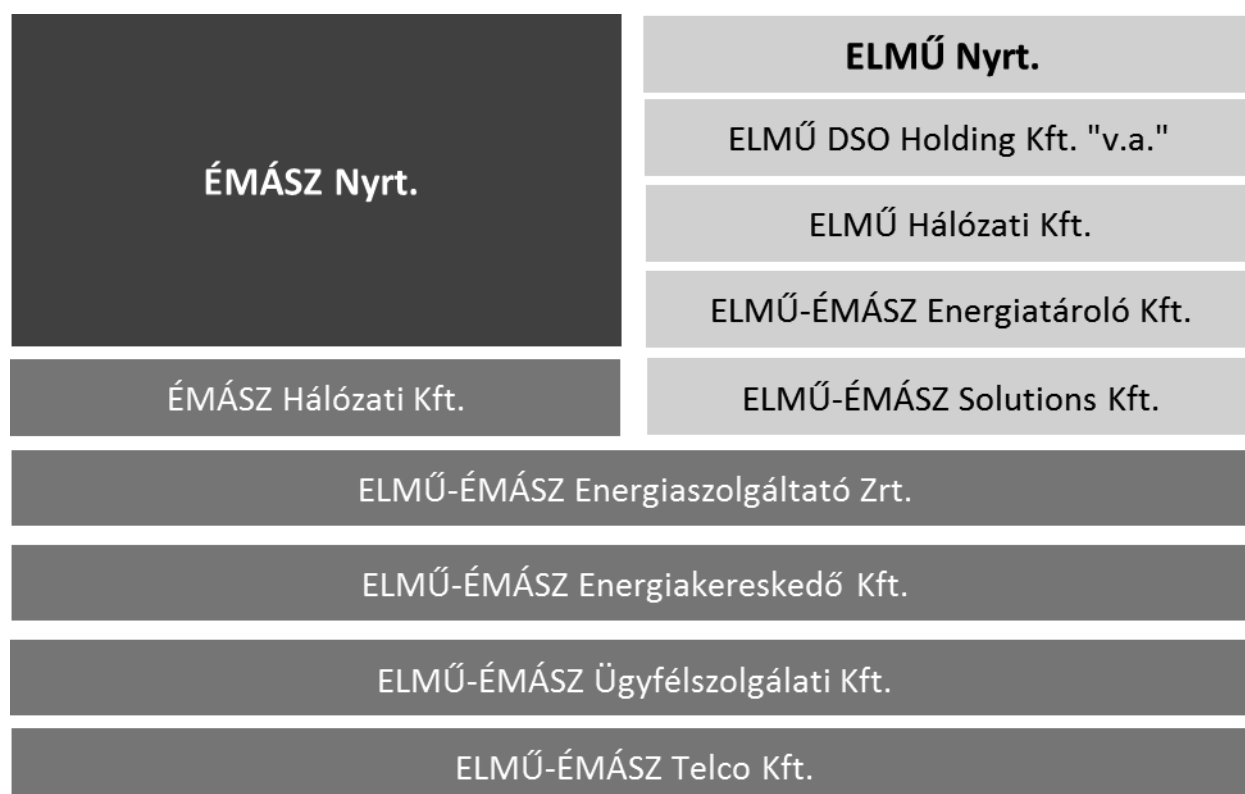 ÉMÁSZ Nyrt.
ELMŰ Nyrt.
ELMŰ DSO Holding Kft. "v.a."
ELMŰ Hálózati Kft.
ELMŰ-ÉMÁSZ Energiatároló Kft.
ÉMÁSZ Hálózati Kft.
ELMŰ-ÉMÁSZ Solutions Kft.
ELMŰ-ÉMÁSZ Energiaszolgáltató Zrt.
ELMŰ-ÉMÁSZ Energiakereskedő Kft.
ELMŰ-ÉMÁSZ Ügyfélszolgálati Kft.
ELMŰ-ÉMÁSZ Telco Kft.